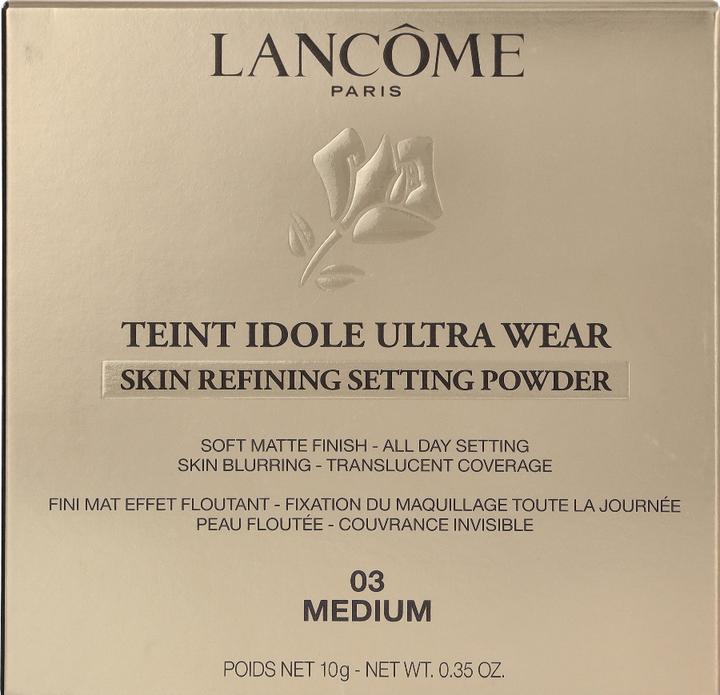 LANCÔME
PARIS
TEINT IDOLE ULTRA WEAR
SKIN REFINING SETTING POWDER
SOFT MATTE FINISH - ALL DAY SETTING
SKIN BLURRING - TRANSLUCENT COVERAGE
FINI MAT EFFET FLOUTANT - FIXATION DU MAQUILLAGE TOUTE LA JOURNÉE
PEAU FLOUTÉE - COUVRANCE INVISIBLE
03
MEDIUM
POIDS NET 10g - NET WT. 0.35 OZ.